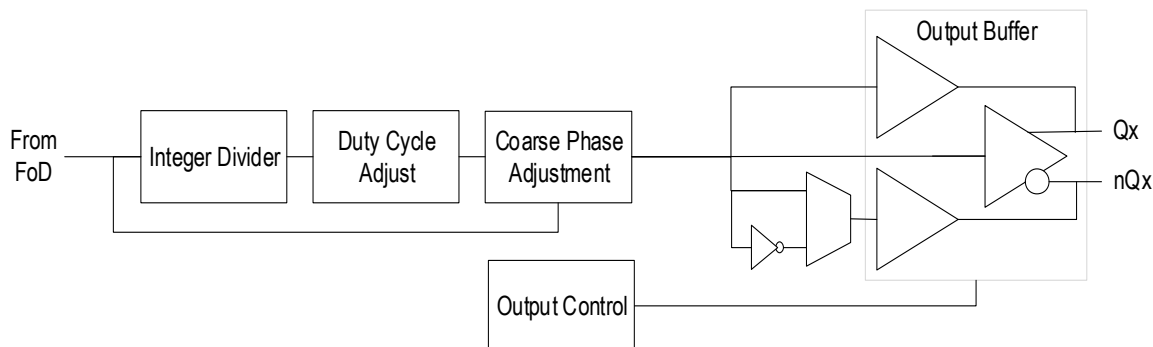 Output Buffer
From
FoD
Integer Divider
Duty Cycle
Adjust
Coarse Phase
Adjustment
Qx
nQx
Output Control